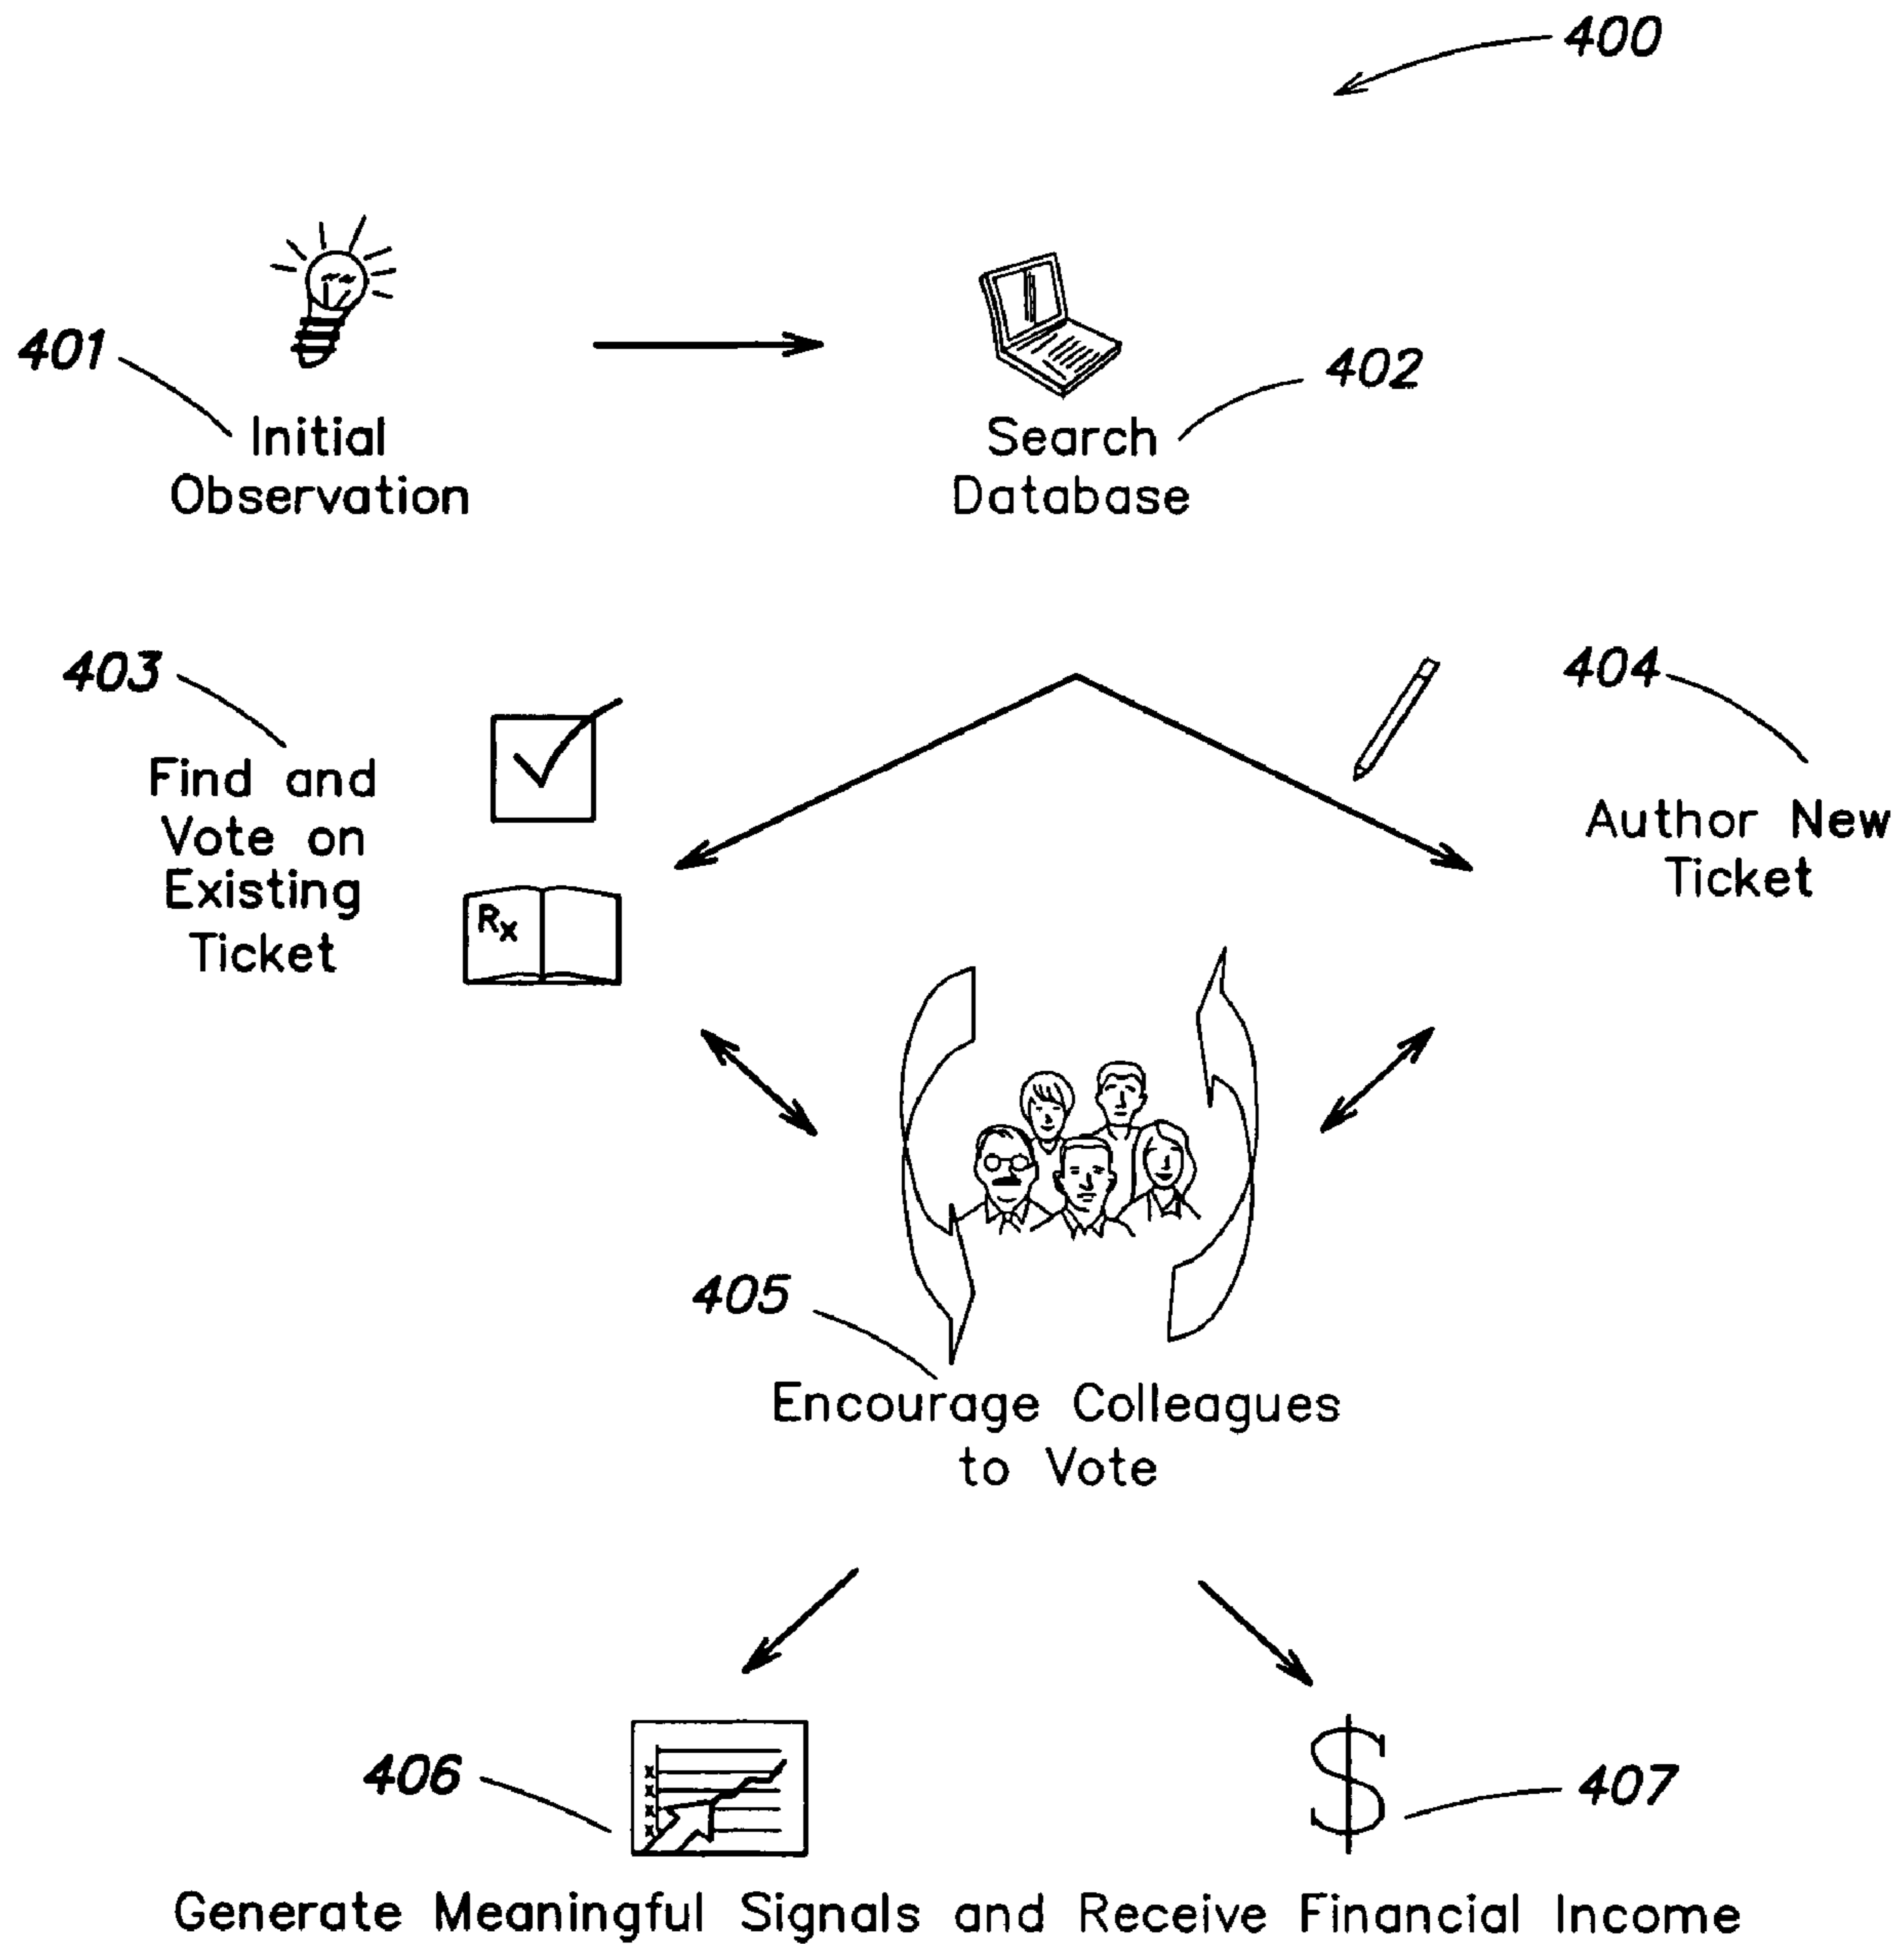 400
401
Initial
Observation
402
Search
Database
403
Find and
Vote on
Existing
Ticket
Rx
404
Author New
Ticket
405
Encourage Colleagues
to Vote
406
x
x
x
x
$
407
Generate Meaningful Signals and Receive Financial Income